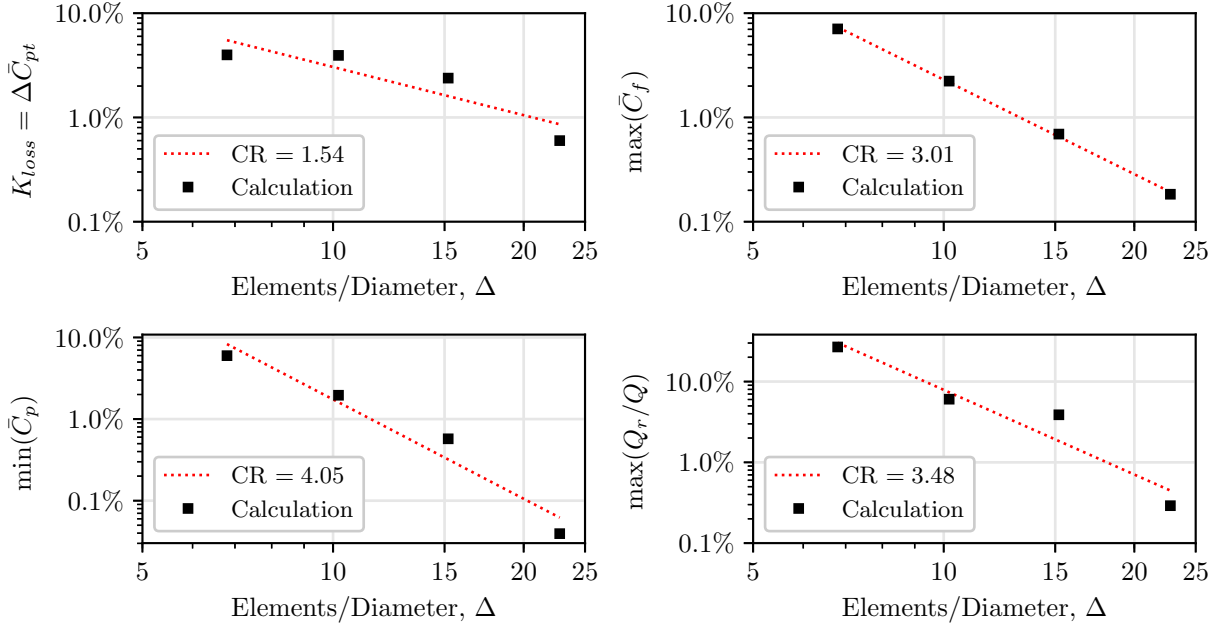 10.0%
1.0%
0.1%
K_loss = ΔC̄_pt
CR = 1.54
Calculation
5 10 15 20 25
Elements/Diameter, Δ
10.0%
1.0%
0.1%
max(C̄_f)
CR = 3.01
Calculation
5 10 15 20 25
Elements/Diameter, Δ
10.0%
1.0%
0.1%
min(C̄_p)
CR = 4.05
Calculation
5 10 15 20 25
Elements/Diameter, Δ
10.0%
1.0%
0.1%
max(Q_r/Q)
CR = 3.48
Calculation
5 10 15 20 25
Elements/Diameter, Δ